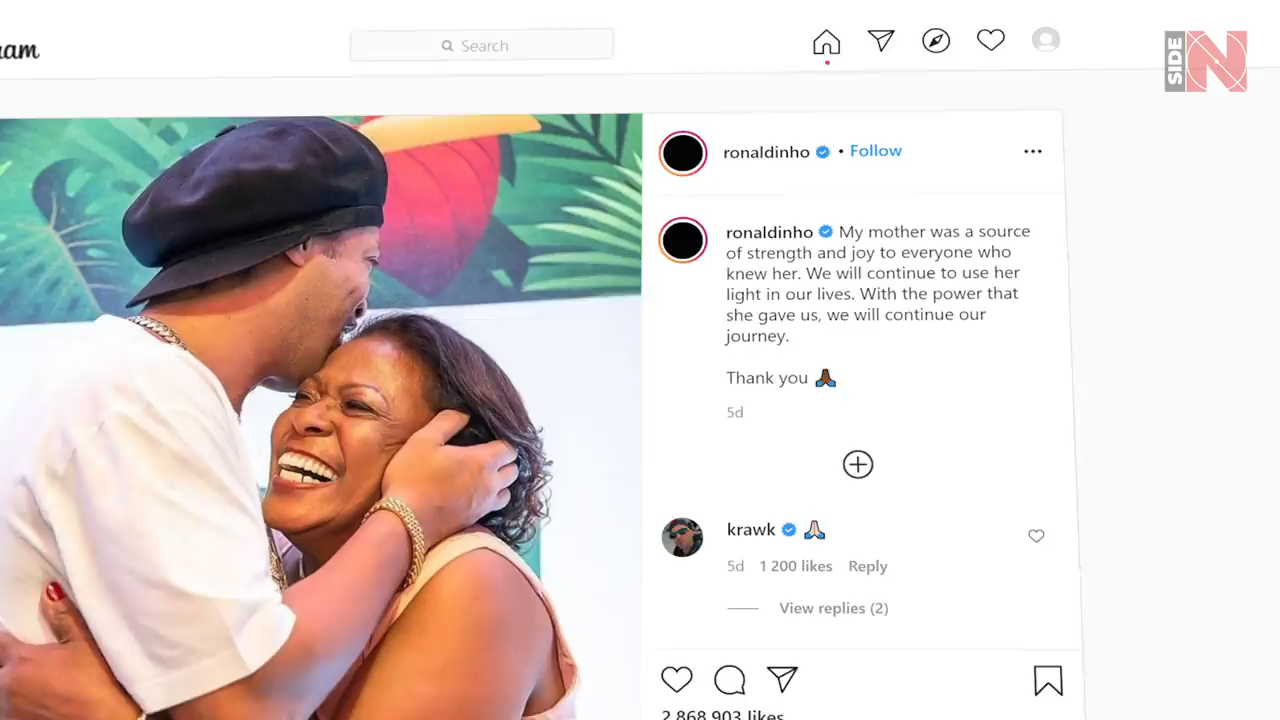 am
Search
SIDE
N
ronaldinho • Follow
ronaldinho My mother was a source
of strength and joy to everyone who
knew her. We will continue to use her
light in our lives. With the power that
she gave us, we will continue our
journey.
Thank you 🙏🏾
5d
krawk 🙏🏻
5d 1 200 likes Reply
View replies (2)
2 868 903 likes